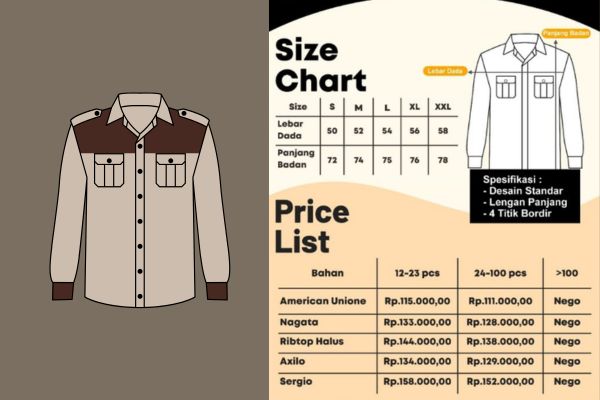 Size
Chart
Panjang Badan
Lebar Dada
Size S M L XL XXL
Lebar
Dada 50 52 54 56 58
Panjang
Badan 72 74 75 76 78
Spesifikasi :
- Desain Standar
- Lengan Panjang
- 4 Titik Bordir
Price
List
Bahan 12-23 pcs 24-100 pcs >100
American Unione Rp.115.000,00 Rp.111.000,00 Nego
Nagata Rp.133.000,00 Rp.128.000,00 Nego
Ribtop Halus Rp.144.000,00 Rp.138.000,00 Nego
Axilo Rp.134.000,00 Rp.129.000,00 Nego
Sergio Rp.158.000,00 Rp.152.000,00 Nego